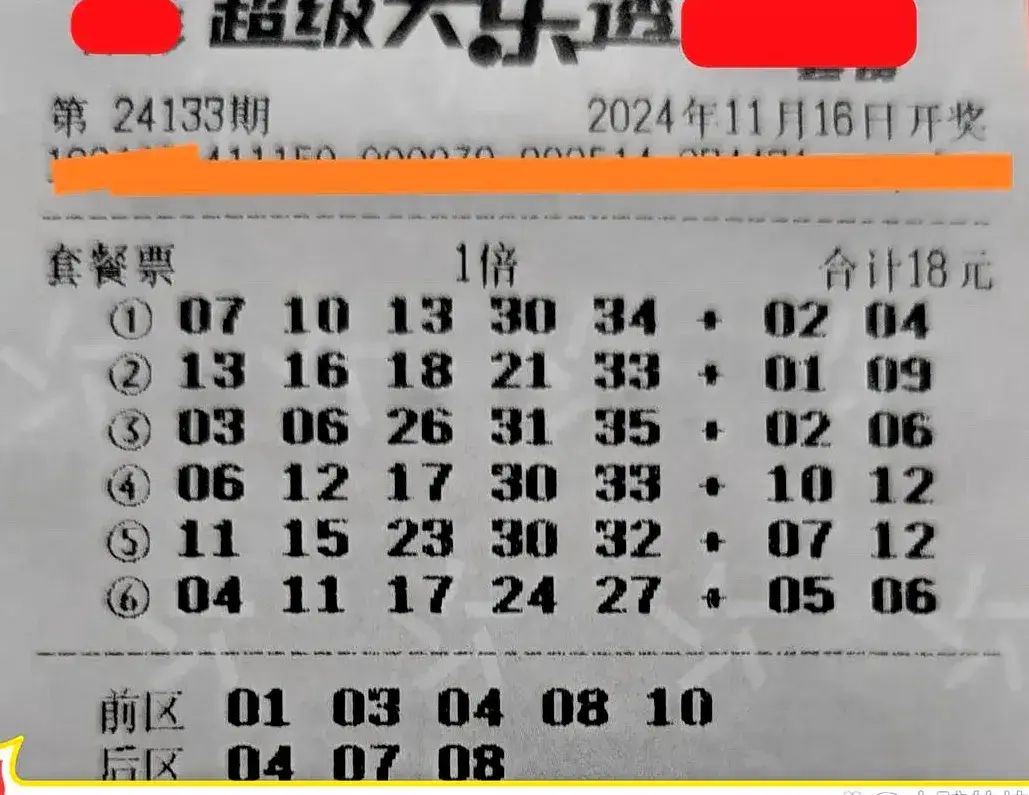 超级大乐透
第 24133期 2024年11月16日开奖
套餐票 1倍 合计18元
① 07 10 13 30 34 + 02 04
② 13 16 18 21 33 + 01 09
③ 03 06 26 31 35 + 02 06
④ 06 12 17 30 33 + 10 12
⑤ 11 15 23 30 32 + 07 12
⑥ 04 11 17 24 27 + 05 06
前区 01 03 04 08 10
后区 04 07 08